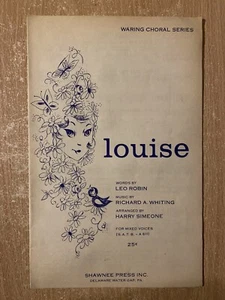 WARING CHORAL SERIES
louise
WORDS BY
LEO ROBIN
MUSIC BY
RICHARD A. WHITING
ARRANGED BY
HARRY SIMEONE
FOR MIXED VOICES
25¢
SHAWNEE PRESS INC.
DELAWARE WATER GAP, PA.